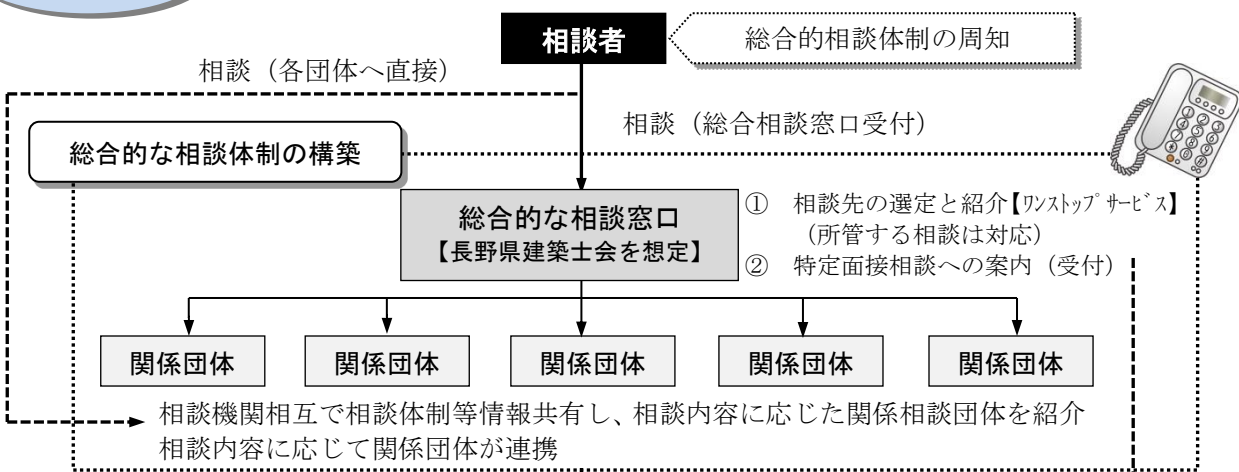 相談者
総合的相談体制の周知
相談（各団体へ直接）
相談（総合相談窓口受付）
総合的な相談体制の構築
総合的な相談窓口
【長野県建築士会を想定】
① 相談先の選定と紹介【ワンストップサービス】
（所管する相談は対応）
② 特定面接相談への案内（受付）
関係団体
関係団体
関係団体
関係団体
関係団体
相談機関相互で相談体制等情報共有し、相談内容に応じた関係相談団体を紹介
相談内容に応じて関係団体が連携